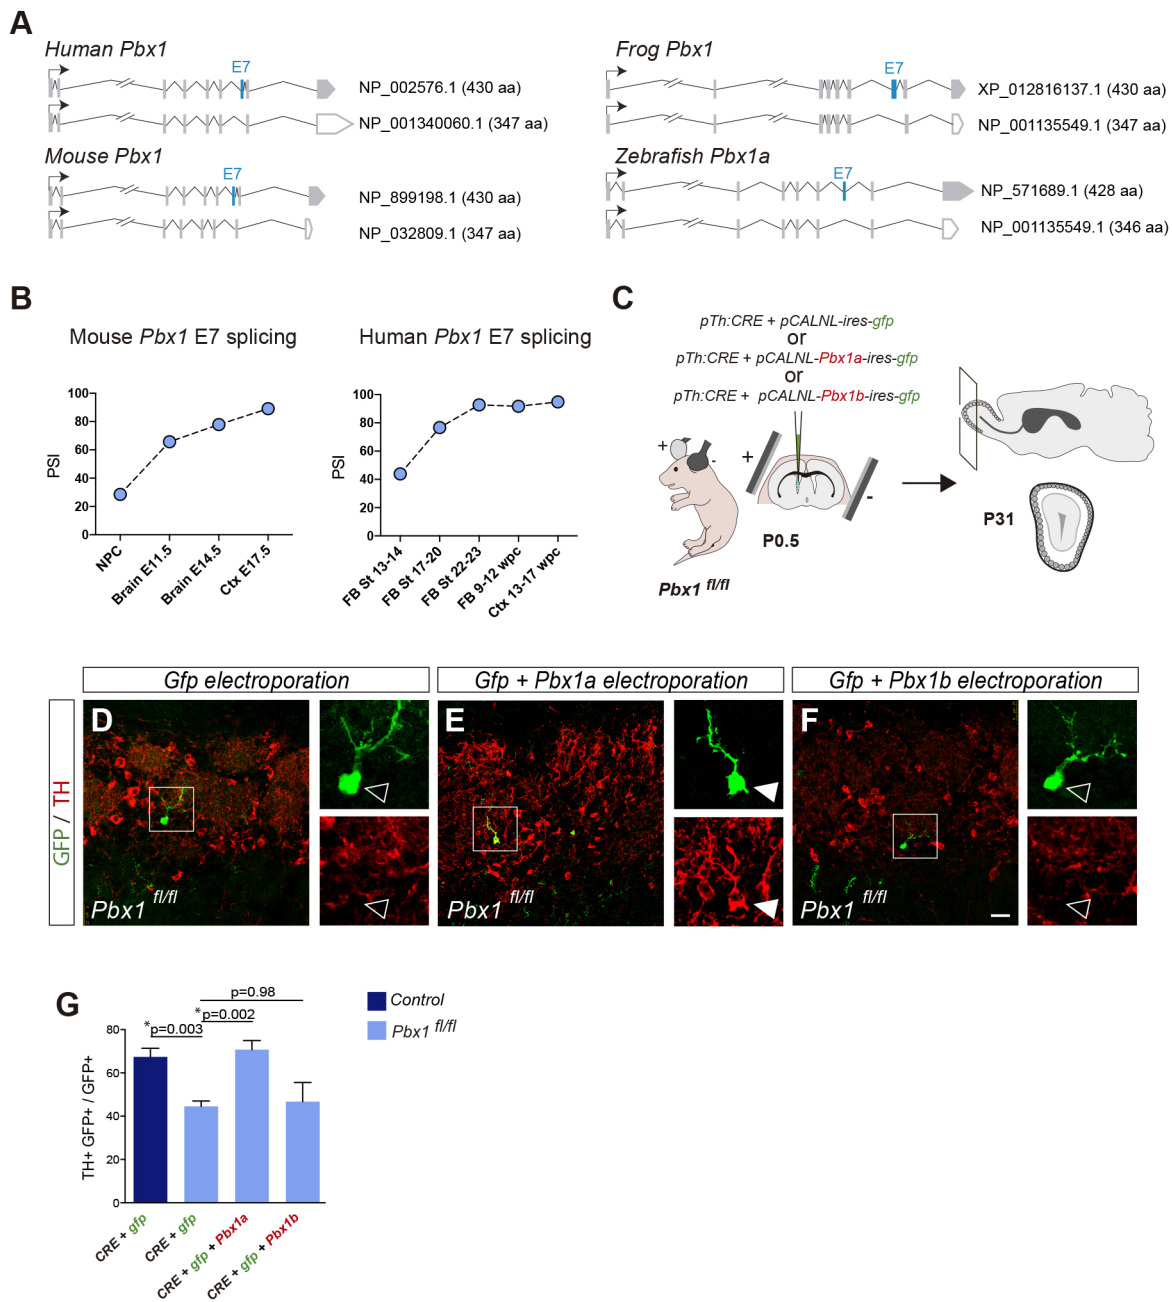 A
Human Pbx1
E7
NP_002576.1 (430 aa)
NP_001340060.1 (347 aa)
Mouse Pbx1
E7
NP_899198.1 (430 aa)
NP_032809.1 (347 aa)
Frog Pbx1
E7
XP_012816137.1 (430 aa)
NP_001135549.1 (347 aa)
Zebrafish Pbx1a
E7
NP_571689.1 (428 aa)
NP_001135549.1 (346 aa)
B
Mouse Pbx1 E7 splicing
PSI
100
80
60
40
20
0
NPC
Brain E11.5
Brain E14.5
Ctx E17.5
Human Pbx1 E7 splicing
PSI
100
80
60
40
20
0
FB St 13-14
FB St 17-20
FB St 22-23
FB 9-12 wpc
Ctx 13-17 wpc
C
pTh:CRE + pCALNL-ires-gfp
or
pTh:CRE + pCALNL-Pbx1a-ires-gfp
or
pTh:CRE + pCALNL-Pbx1b-ires-gfp
+
-
+
-
P0.5
Pbx1 fl/fl
P31
Gfp electroporation
Gfp + Pbx1a electroporation
Gfp + Pbx1b electroporation
GFP / TH
D
Pbx1 fl/fl
E
Pbx1 fl/fl
F
Pbx1 fl/fl
G
p=0.98
*p=0.002
*p=0.003
Control
Pbx1 fl/fl
TH+ GFP+ / GFP+
80
60
40
20
0
CRE + gfp
CRE + gfp
CRE + gfp + Pbx1a
CRE + gfp + Pbx1b